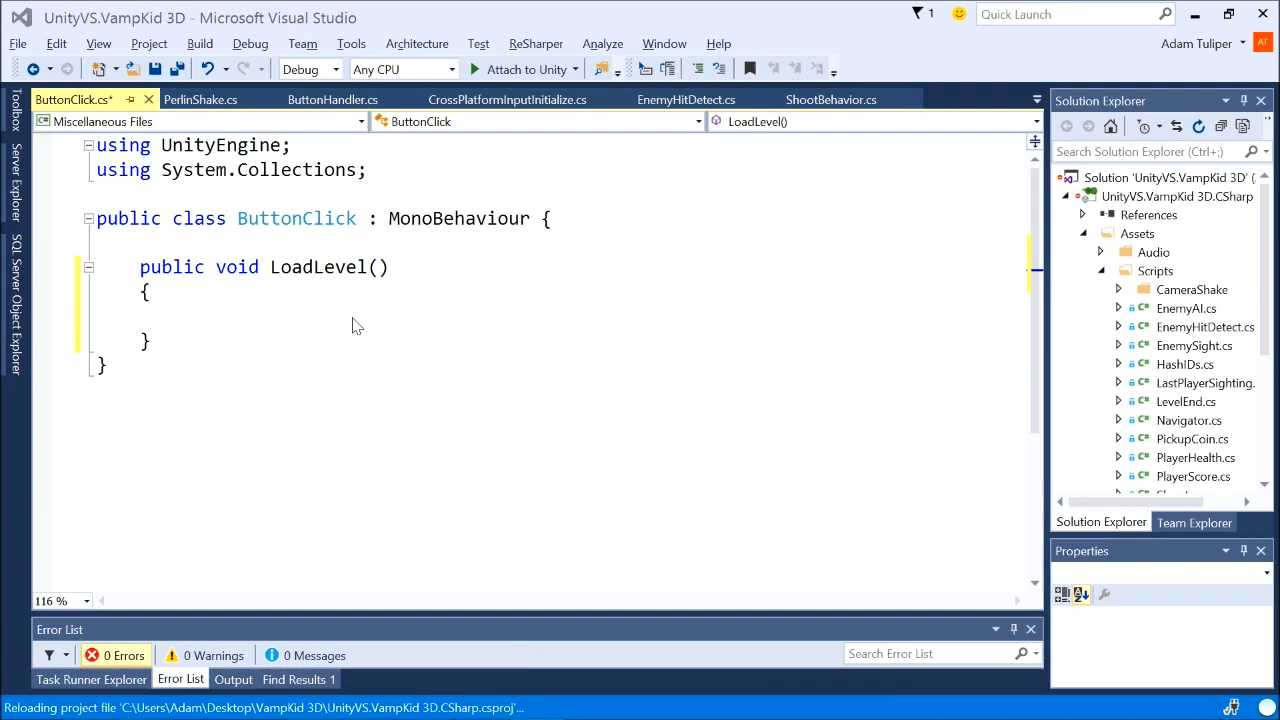 UnityVS.VampKid 3D - Microsoft Visual Studio
1
Quick Launch
File Edit View Project Build Debug Team Tools Architecture Test ReSharper Analyze Window Help
Adam Tuliper
AT
Debug
Any CPU
Attach to Unity
ButtonClick.cs*
PerlinShake.cs
ButtonHandler.cs
CrossPlatformInputInitialize.cs
EnemyHitDetect.cs
ShootBehavior.cs
Miscellaneous Files
ButtonClick
LoadLevel()
Toolbox
Server Explorer
SQL Server Object Explorer
using UnityEngine;
using System.Collections;
public class ButtonClick : MonoBehaviour {
public void LoadLevel()
{
}
}
116 %
Solution Explorer
Search Solution Explorer (Ctrl+;)
Solution 'UnityVS.VampKid 3D' (
UnityVS.VampKid 3D.CSharp
References
Assets
Audio
Scripts
CameraShake
EnemyAI.cs
EnemyHitDetect.cs
EnemySight.cs
HashIDs.cs
LastPlayerSighting.
LevelEnd.cs
Navigator.cs
PickupCoin.cs
PlayerHealth.cs
PlayerScore.cs
Solution Explorer
Team Explorer
Properties
Error List
0 Errors
0 Warnings
0 Messages
Search Error List
Task Runner Explorer
Error List
Output
Find Results 1
Reloading project file 'C:\Users\Adam\Desktop\VampKid 3D\UnityVS.VampKid 3D.CSharp.csproj'...